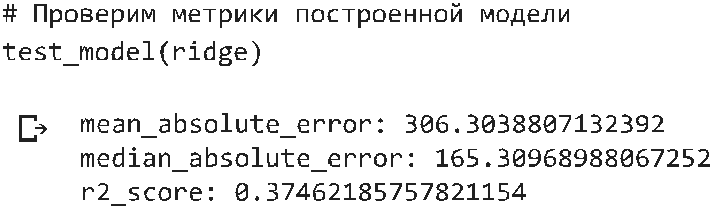 # Проверим метрики построенной модели
test_model(ridge)
mean_absolute_error: 306.3038807132392
median_absolute_error: 165.30968988067252
r2_score: 0.37462185757821154